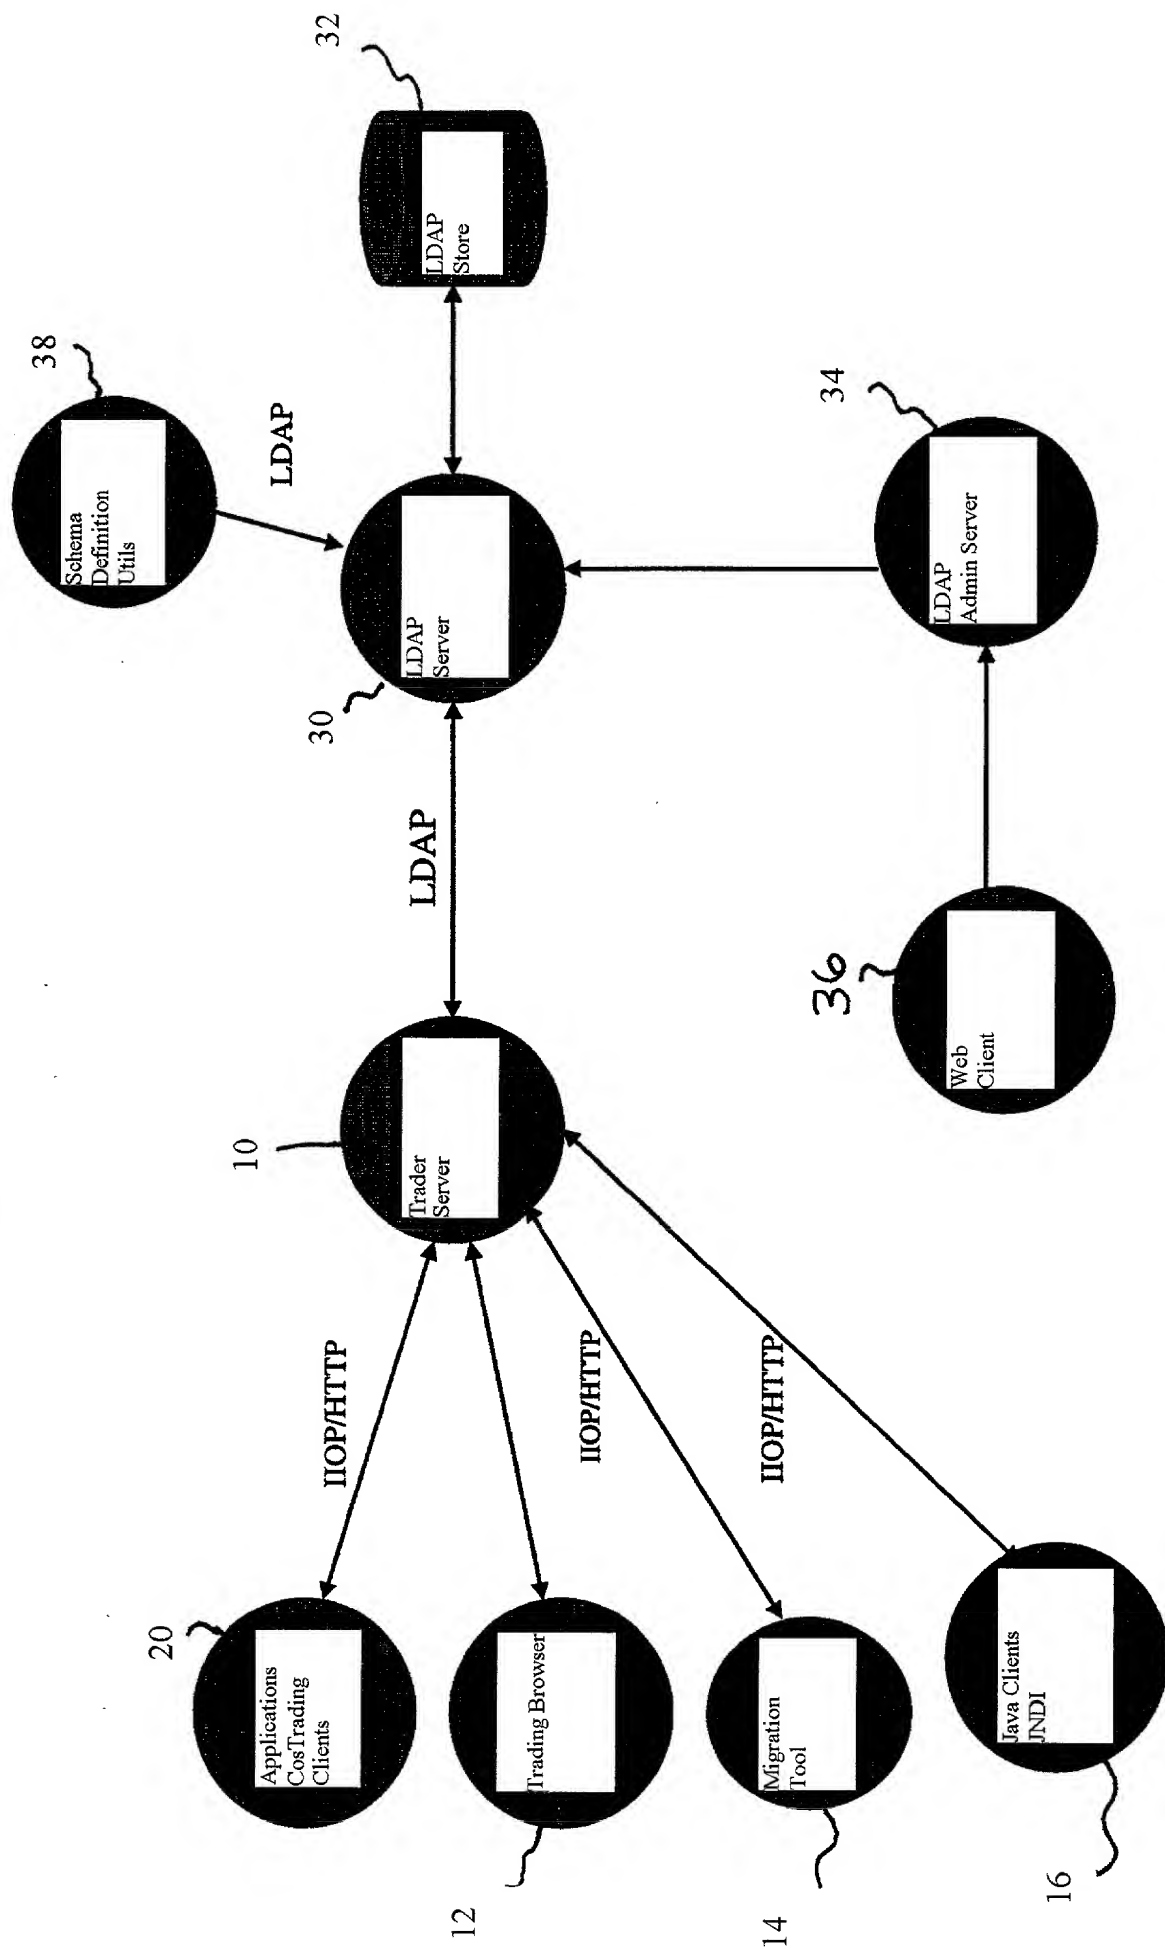 20
Applications
CosTrading
Clients
12
Trading Browser
14
Migration
Tool
16
Java Clients
JNDI
IIOP/HTTP
IIOP/HTTP
IIOP/HTTP
10
Trader
Server
LDAP
30
LDAP
Server
LDAP
38
Schema
Definition
Utils
32
LDAP
Store
34
LDAP
Admin Server
36
Web
Client